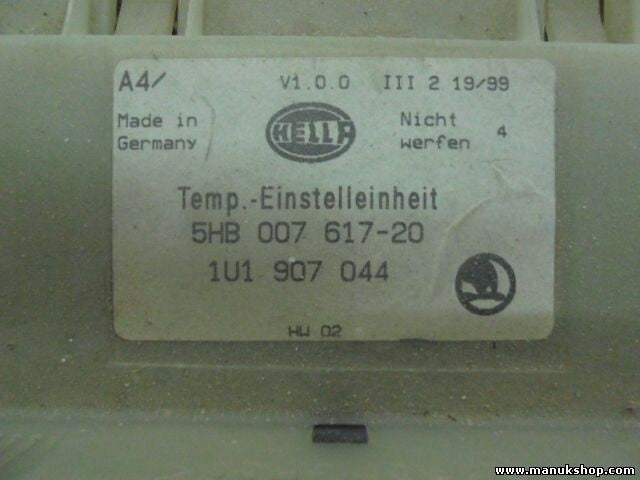 A4/ V1.0.0 III 2 19/99
Made in Germany
HELLA
Nicht werfen 4
Temp.-Einstelleinheit
5HB 007 617-20
1U1 907 044
HW 02
www.manukshop.com